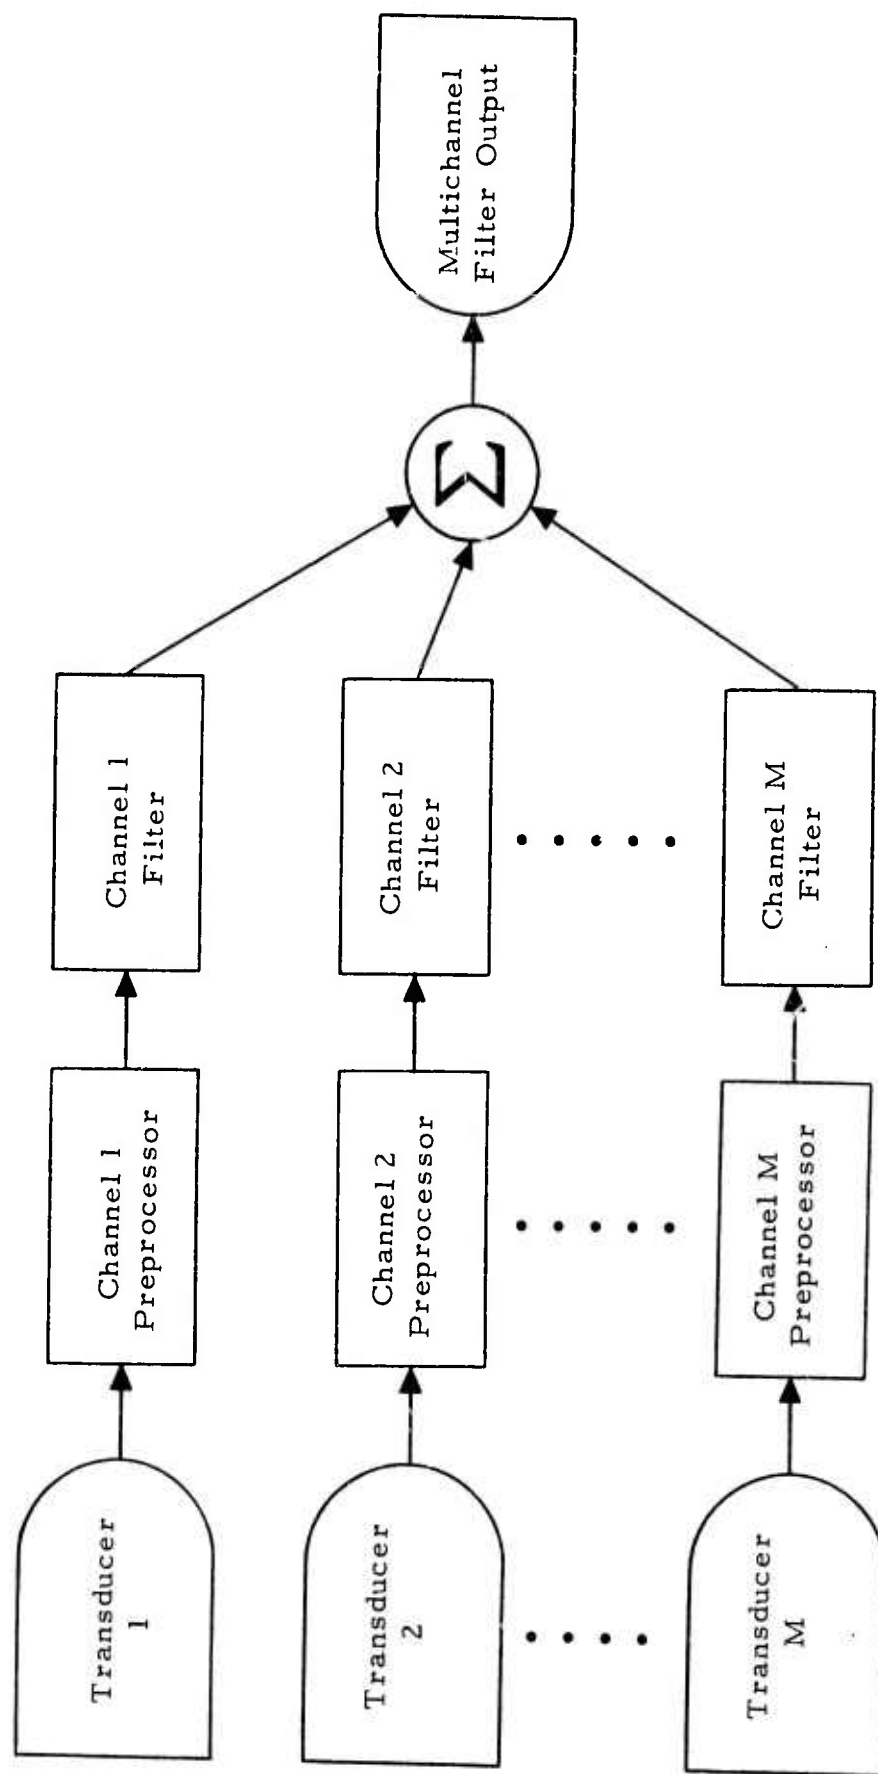 Transducer
1
Channel 1
Preprocessor
Channel 1
Filter
Transducer
2
Channel 2
Preprocessor
Channel 2
Filter
Transducer
M
Channel M
Preprocessor
Channel M
Filter
Σ
Multichannel
Filter Output